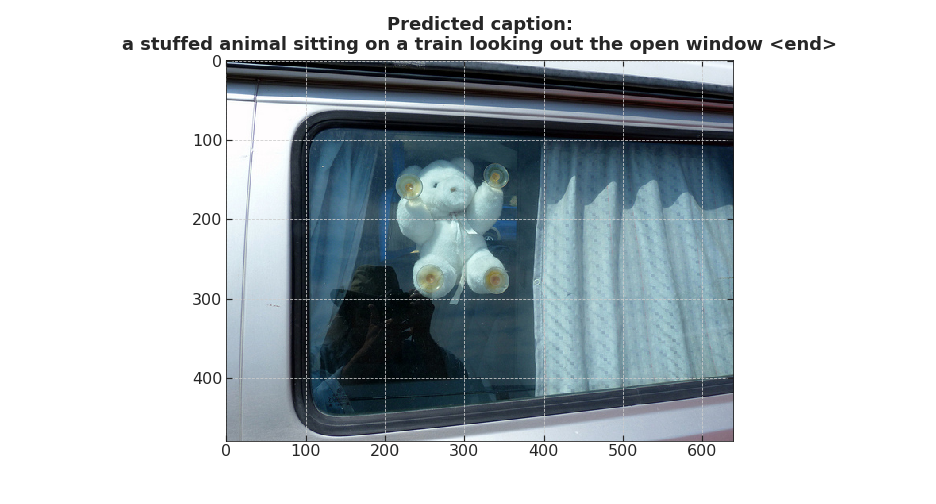 Predicted caption:
a stuffed animal sitting on a train looking out the open window <end>
0
100
200
300
400
0 100 200 300 400 500 600